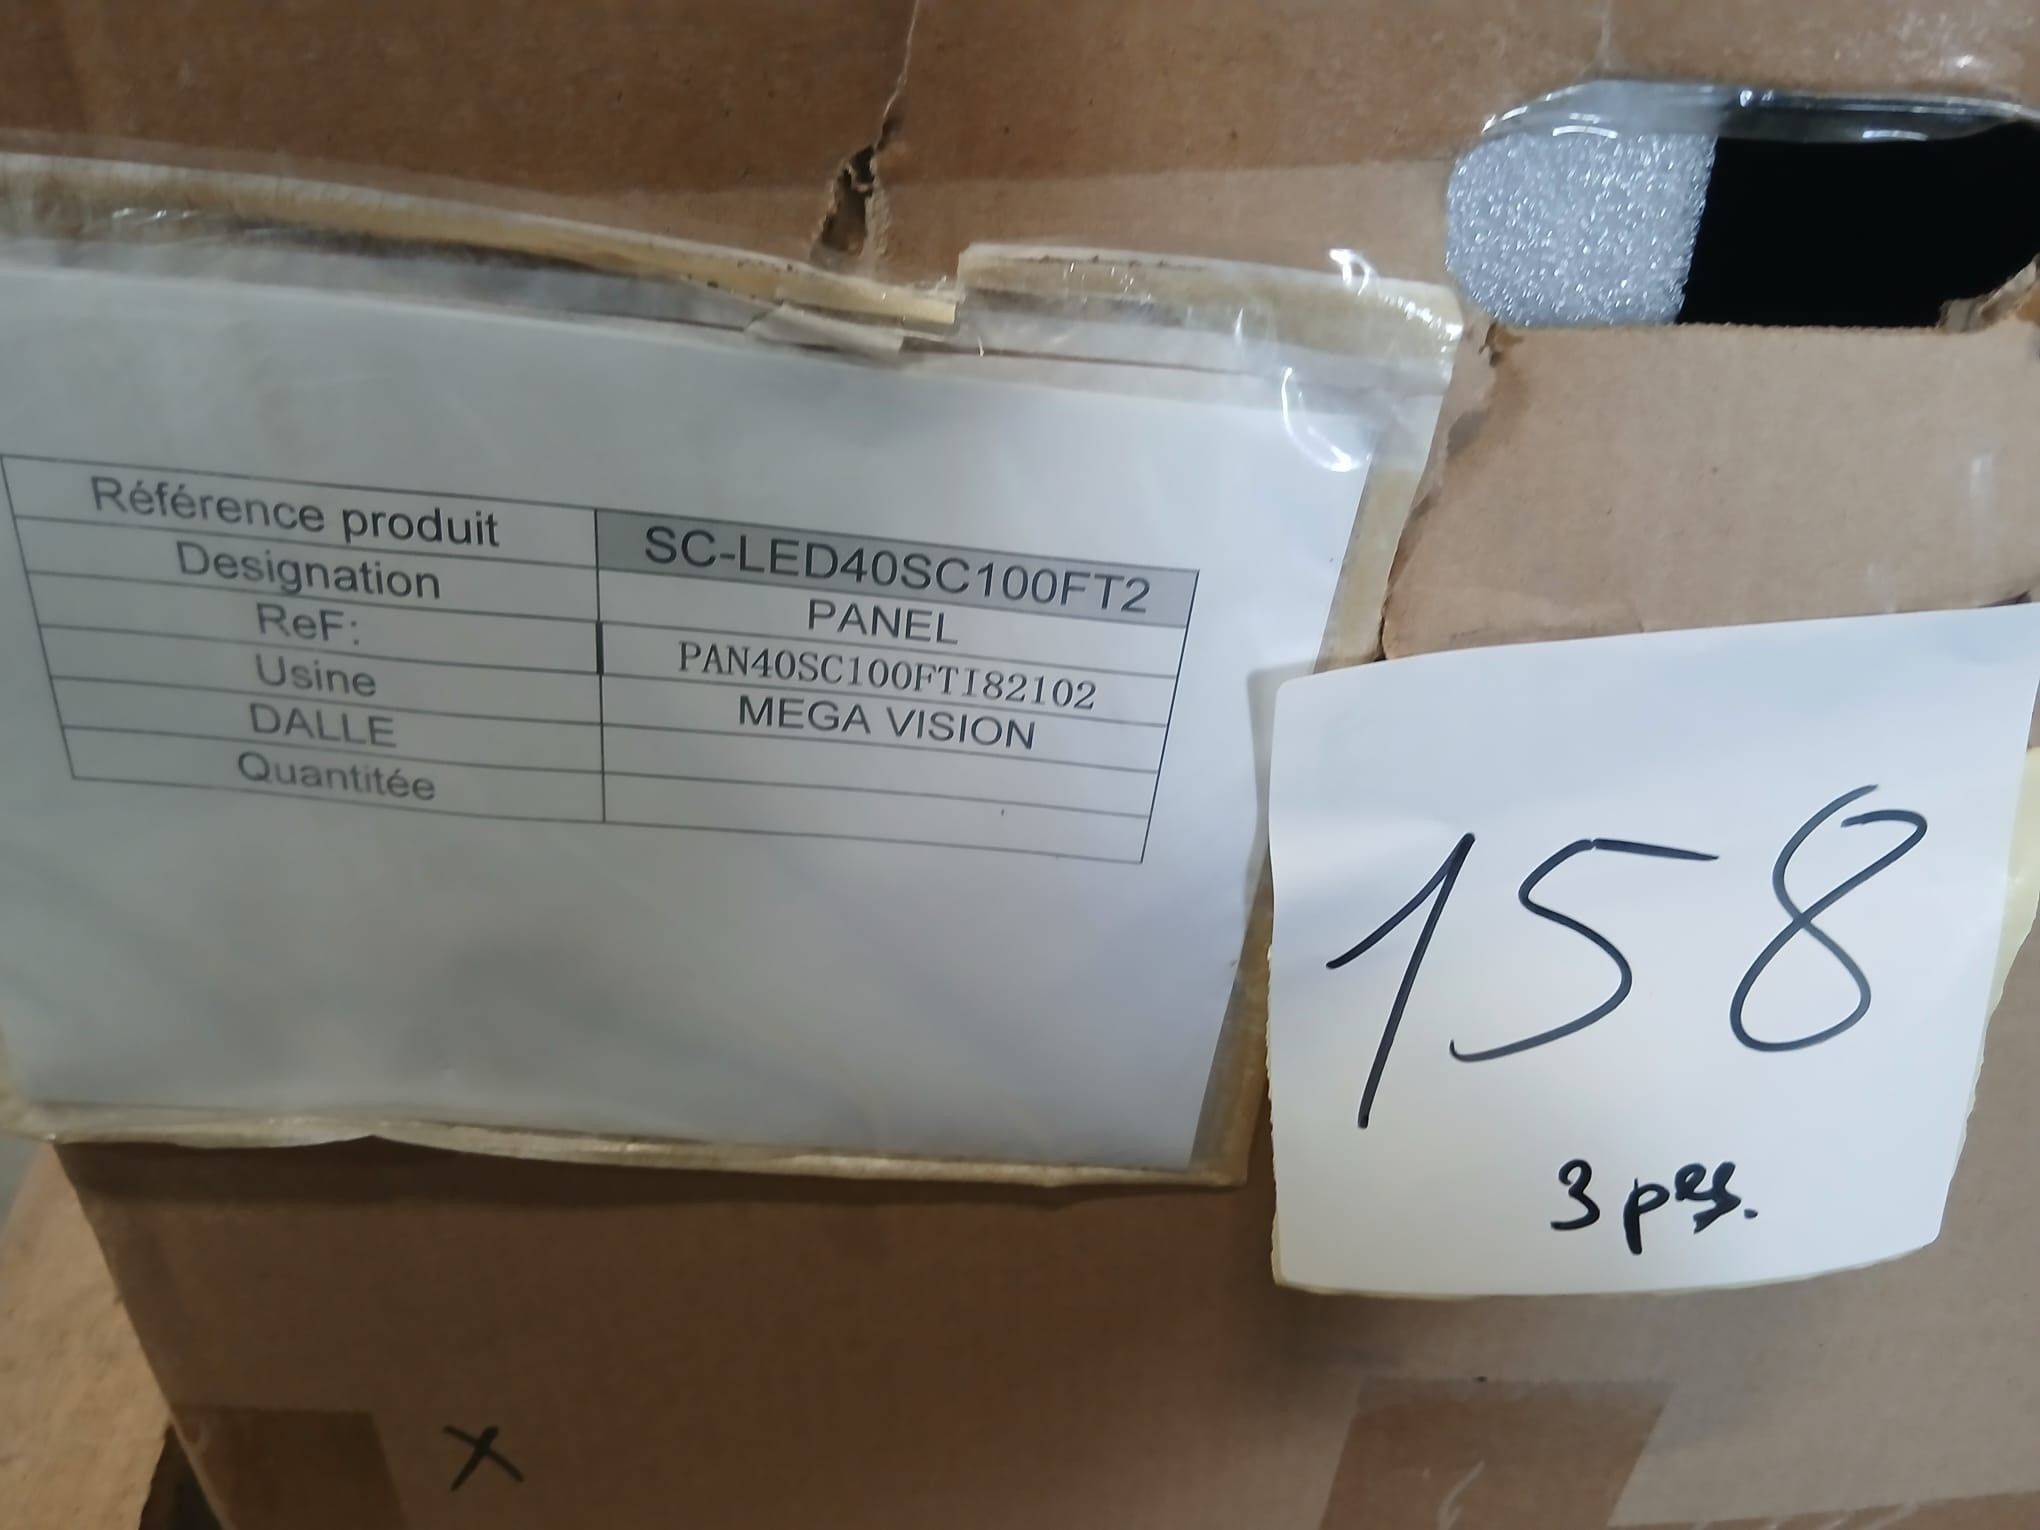 Référence produit SC-LED40SC100FT2
Designation PANEL
ReF: PAN40SC100FTI82102
Usine MEGA VISION
DALLE
Quantitée
158
3 pcs.
X